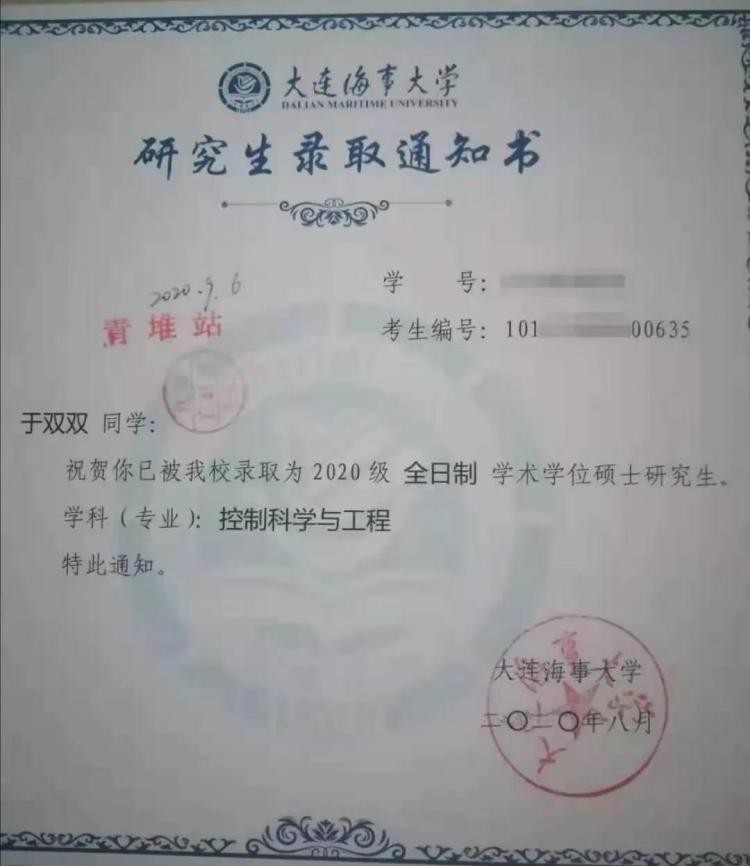 大连海事大学
DALIAN MARITIME UNIVERSITY
研究生录取通知书
2020.9.6
学 号:
青堆站
考生编号: 101 00635
于双双 同学:
祝贺你已被我校录取为 2020 级 全日制 学术学位硕士研究生。
学科(专业): 控制科学与工程
特此通知。
大连海事大学
二〇二〇年八月